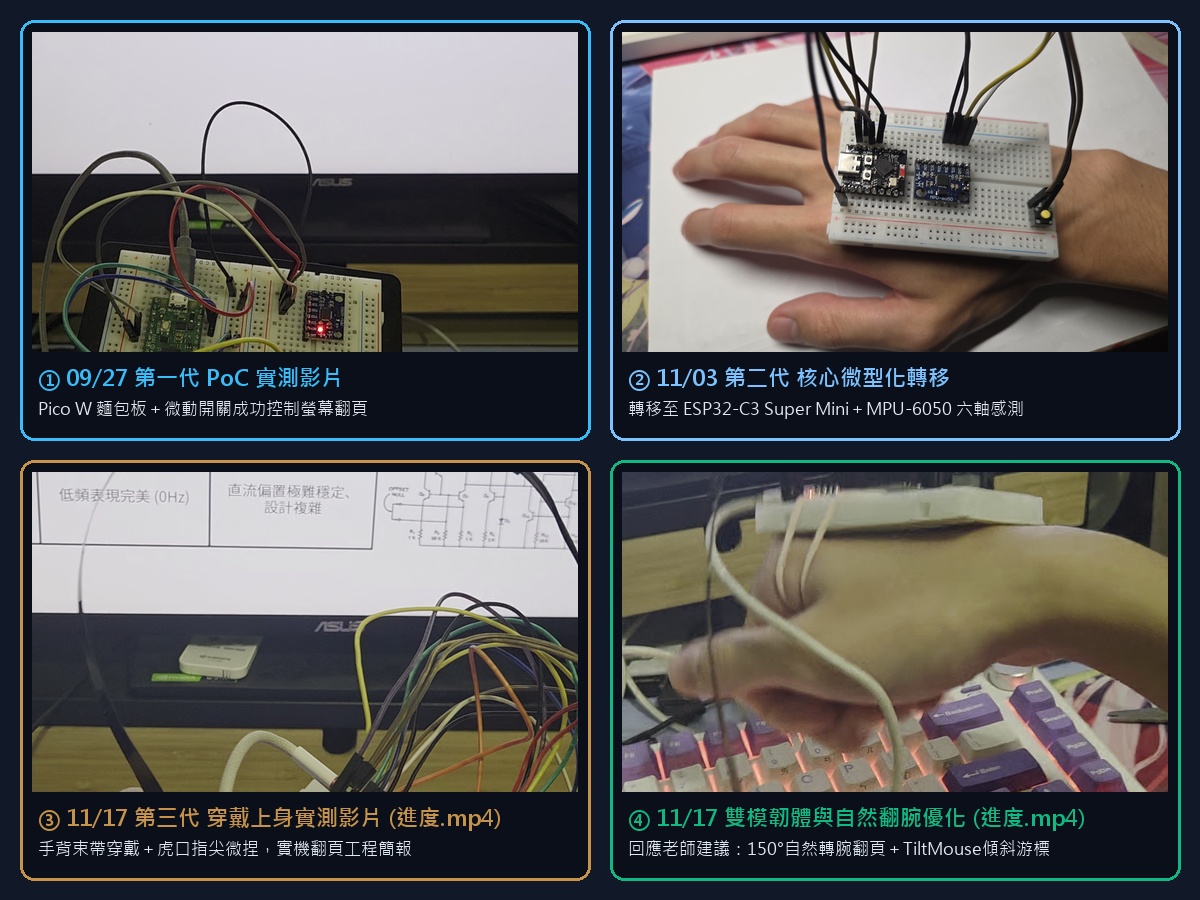 ASUS
① 09/27 第一代 PoC 實測影片
Pico W 麵包板 + 微動開關成功控制螢幕翻頁
② 11/03 第二代 核心微型化轉移
轉移至 ESP32-C3 Super Mini + MPU-6050 六軸感測
低頻表現完美 (0Hz)
直流偏置極難穩定、
設計複雜
OFFSET
NULL
ASUS
③ 11/17 第三代 穿戴上身實測影片 (進度.mp4)
手背束帶穿戴 + 虎口指尖微捏，實機翻頁工程簡報
Backspace
Enter
O
P
PgDn
④ 11/17 雙模韌體與自然翻腕優化 (進度.mp4)
回應老師建議：150°自然轉腕翻頁 + TiltMouse傾斜游標